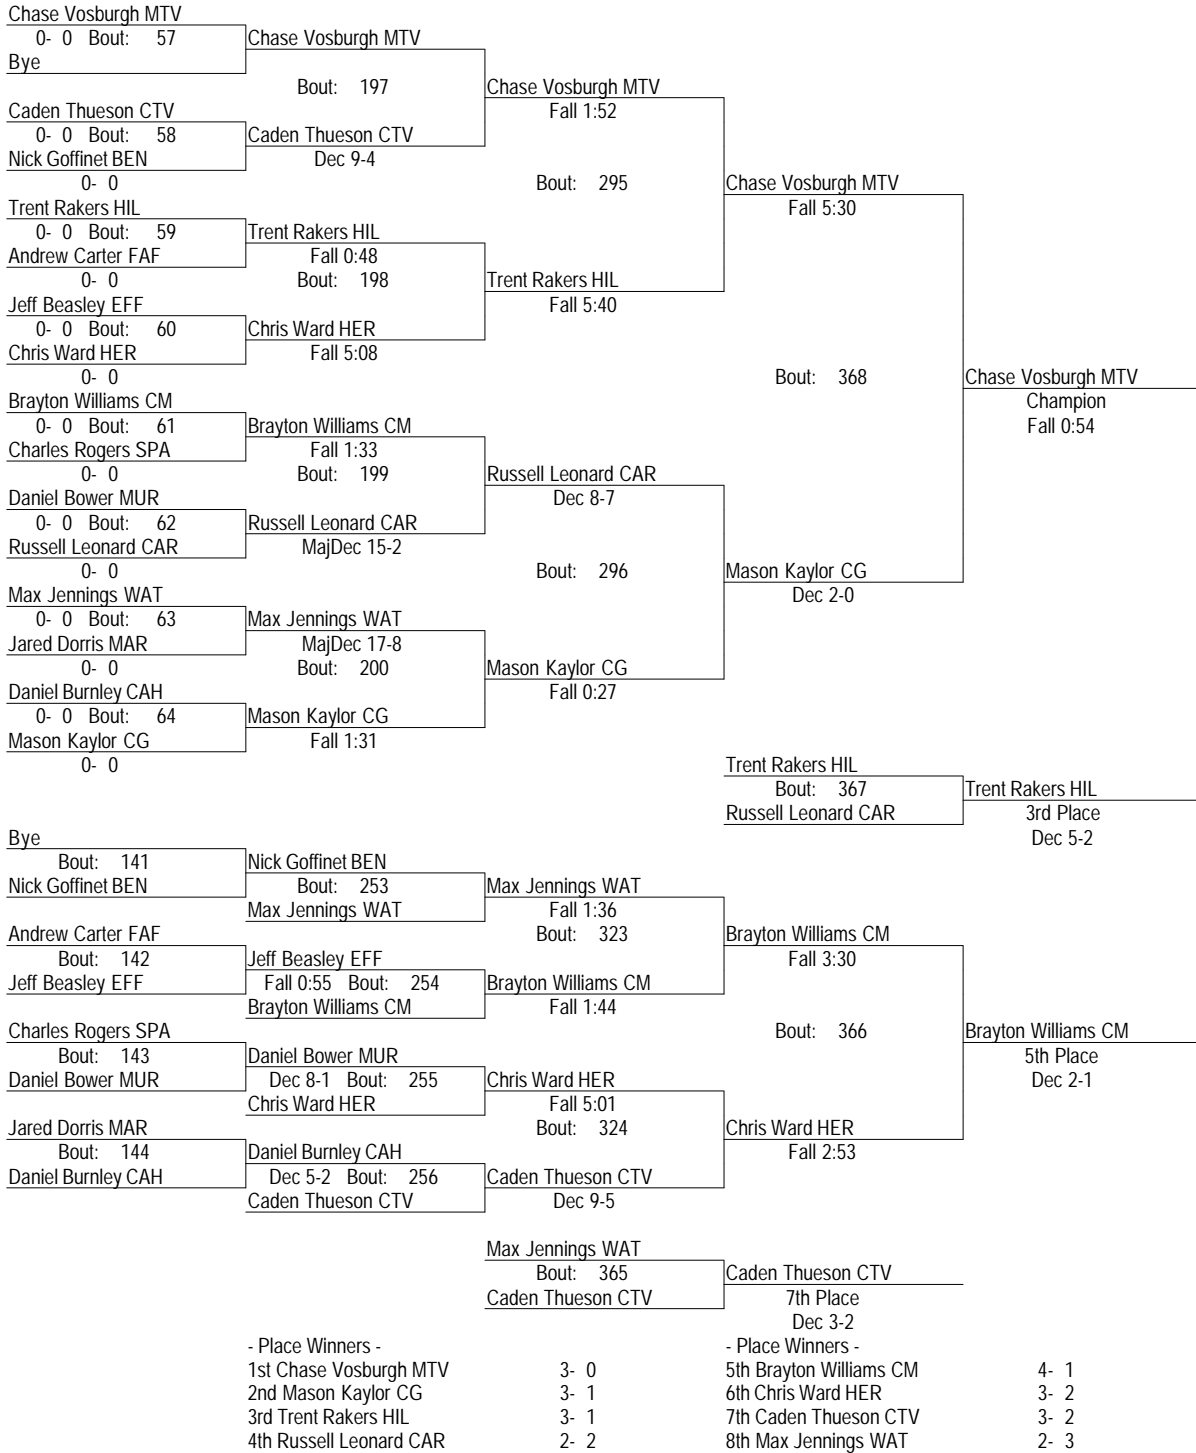 Chase Vosburgh MTV
0- 0 Bout: 57
Chase Vosburgh MTV
Bye
Bout: 197
Chase Vosburgh MTV
Caden Thueson CTV
Fall 1:52
0- 0 Bout: 58
Caden Thueson CTV
Nick Goffinet BEN
Dec 9-4
0- 0
Bout: 295
Chase Vosburgh MTV
Trent Rakers HIL
Fall 5:30
0- 0 Bout: 59
Trent Rakers HIL
Andrew Carter FAF
Fall 0:48
0- 0
Bout: 198
Trent Rakers HIL
Jeff Beasley EFF
Fall 5:40
0- 0 Bout: 60
Chris Ward HER
Chris Ward HER
Fall 5:08
0- 0
Bout: 368
Chase Vosburgh MTV
Brayton Williams CM
Champion
0- 0 Bout: 61
Brayton Williams CM
Fall 0:54
Charles Rogers SPA
Fall 1:33
0- 0
Bout: 199
Russell Leonard CAR
Daniel Bower MUR
Dec 8-7
0- 0 Bout: 62
Russell Leonard CAR
Russell Leonard CAR
MajDec 15-2
0- 0
Bout: 296
Mason Kaylor CG
Max Jennings WAT
Dec 2-0
0- 0 Bout: 63
Max Jennings WAT
Jared Dorris MAR
MajDec 17-8
0- 0
Bout: 200
Mason Kaylor CG
Daniel Burnley CAH
Fall 0:27
0- 0 Bout: 64
Mason Kaylor CG
Mason Kaylor CG
Fall 1:31
0- 0
Trent Rakers HIL
Bout: 367
Trent Rakers HIL
Russell Leonard CAR
3rd Place
Dec 5-2
Bye
Bout: 141
Nick Goffinet BEN
Nick Goffinet BEN
Bout: 253
Max Jennings WAT
Max Jennings WAT
Fall 1:36
Andrew Carter FAF
Bout: 323
Brayton Williams CM
Bout: 142
Jeff Beasley EFF
Fall 3:30
Jeff Beasley EFF
Fall 0:55 Bout: 254
Brayton Williams CM
Brayton Williams CM
Fall 1:44
Charles Rogers SPA
Bout: 366
Brayton Williams CM
Bout: 143
Daniel Bower MUR
5th Place
Daniel Bower MUR
Dec 8-1 Bout: 255
Chris Ward HER
Dec 2-1
Chris Ward HER
Fall 5:01
Jared Dorris MAR
Bout: 324
Chris Ward HER
Bout: 144
Daniel Burnley CAH
Fall 2:53
Daniel Burnley CAH
Dec 5-2 Bout: 256
Caden Thueson CTV
Caden Thueson CTV
Dec 9-5
Max Jennings WAT
Bout: 365
Caden Thueson CTV
Caden Thueson CTV
7th Place
Dec 3-2
- Place Winners -
1st Chase Vosburgh MTV 3- 0
2nd Mason Kaylor CG 3- 1
3rd Trent Rakers HIL 3- 1
4th Russell Leonard CAR 2- 2
- Place Winners -
5th Brayton Williams CM 4- 1
6th Chris Ward HER 3- 2
7th Caden Thueson CTV 3- 2
8th Max Jennings WAT 2- 3